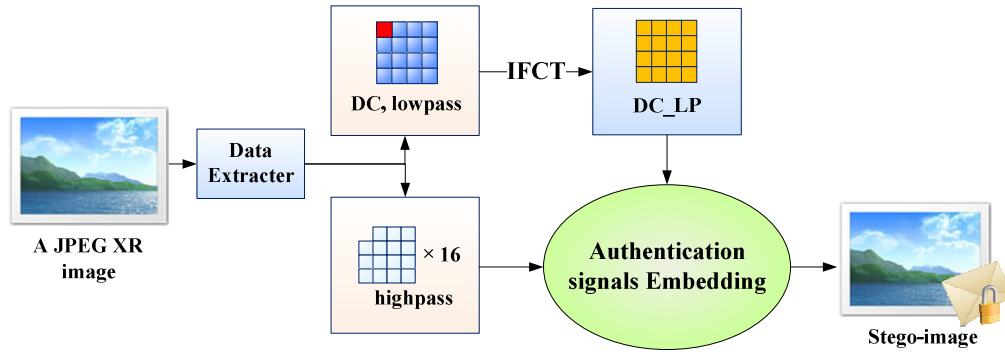 A JPEG XR
image
Data
Extracter
DC, lowpass
IFCT
DC_LP
× 16
highpass
Authentication
signals Embedding
Stego-image